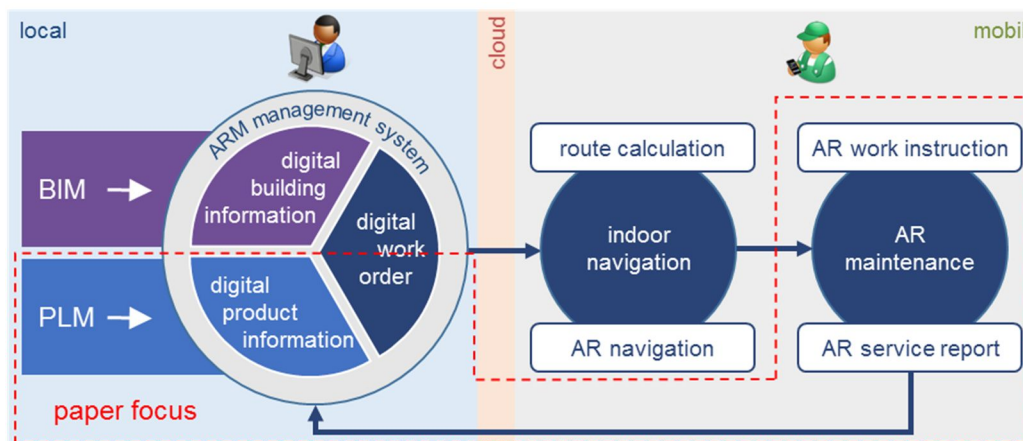 local
cloud
mobil
ARM management system
BIM
digital
building
information
digital
work
order
PLM
digital
product
information
paper focus
route calculation
indoor
navigation
AR navigation
AR work instruction
AR
maintenance
AR service report